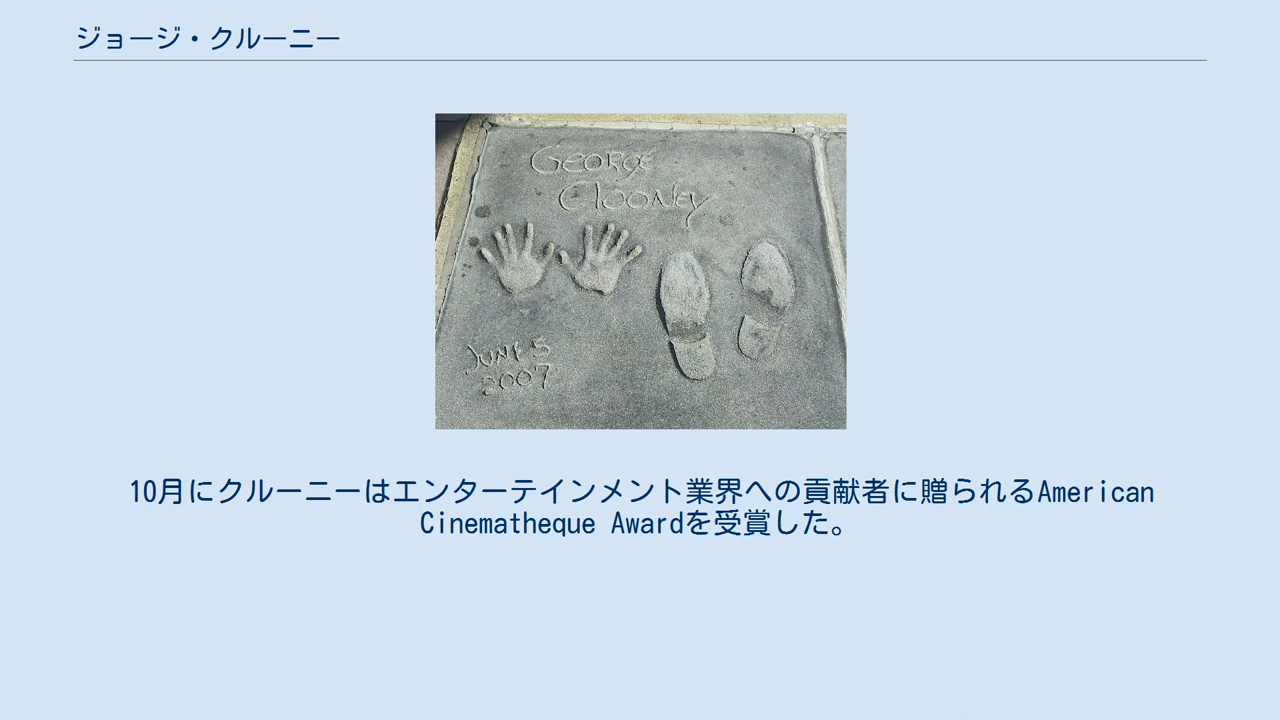 ジョージ・クルーニー
GEORGE
ClOONEy
JUNE 5
2007
10月にクルーニーはエンターテインメント業界への貢献者に贈られるAmerican
Cinematheque Awardを受賞した。